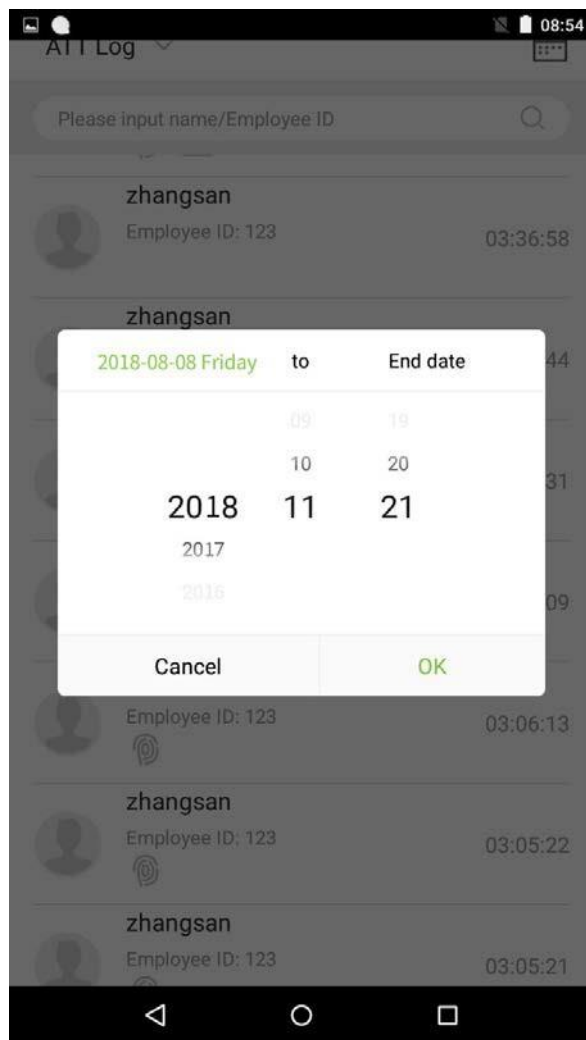 08:54
ATT Log
Please input name/Employee ID
zhangsan
Employee ID: 123
03:36:58
zhangsan
44
2018-08-08 Friday to End date
09 19
10 20
31
2018 11 21
2017
2016
09
Cancel OK
Employee ID: 123
03:06:13
zhangsan
Employee ID: 123
03:05:22
zhangsan
Employee ID: 123
03:05:21